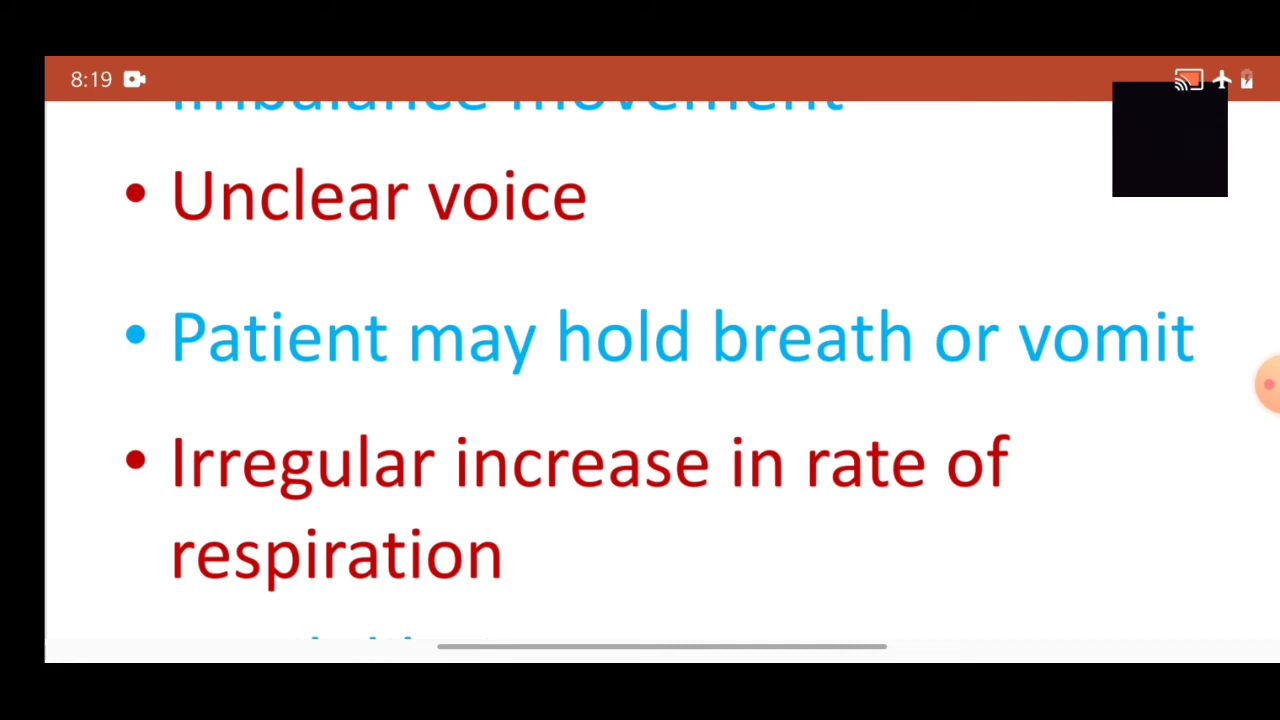 8:19
Imbalance movement
• Unclear voice
• Patient may hold breath or vomit
• Irregular increase in rate of
respiration